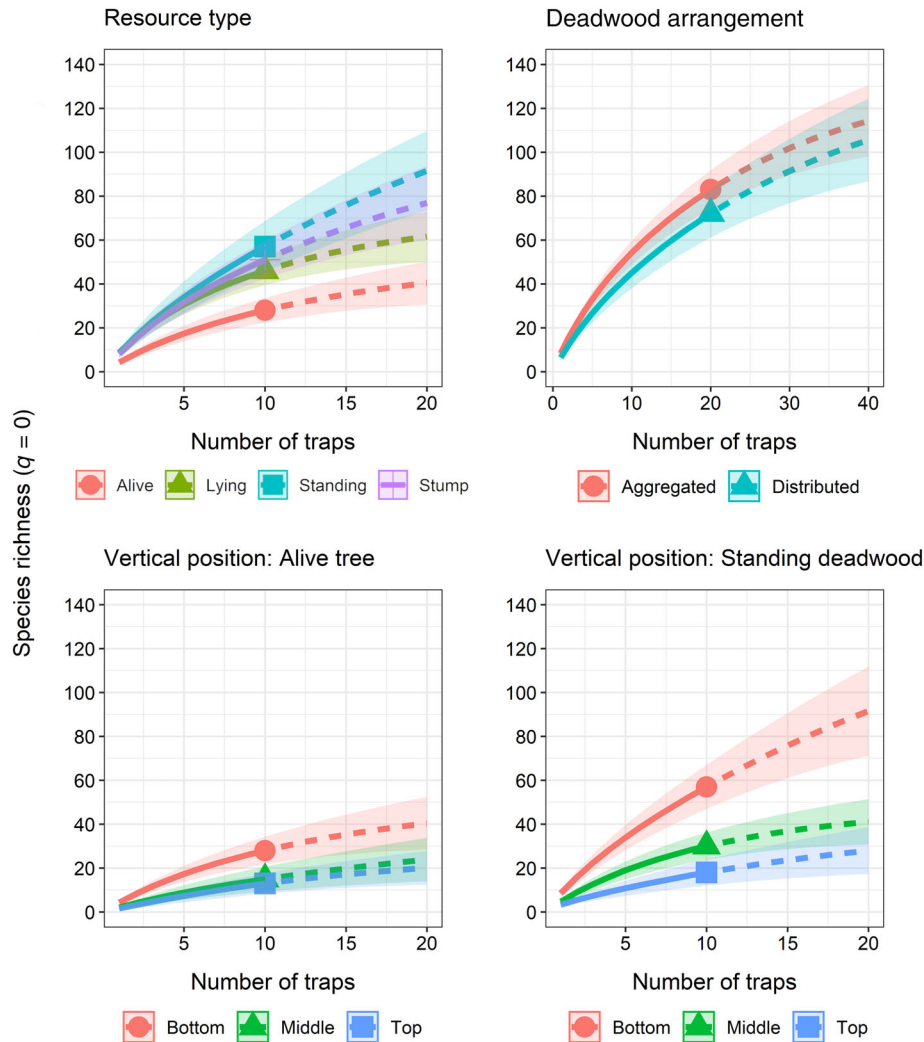 Resource type
Deadwood arrangement
140
120
100
80
60
40
20
0
5 10 15 20
Number of traps
Alive Lying Standing Stump
140
120
100
80
60
40
20
0
0 10 20 30 40
Number of traps
Aggregated Distributed
Species richness (q = 0)
Vertical position: Alive tree
Vertical position: Standing deadwood
140
120
100
80
60
40
20
0
5 10 15 20
Number of traps
Bottom Middle Top
140
120
100
80
60
40
20
0
5 10 15 20
Number of traps
Bottom Middle Top